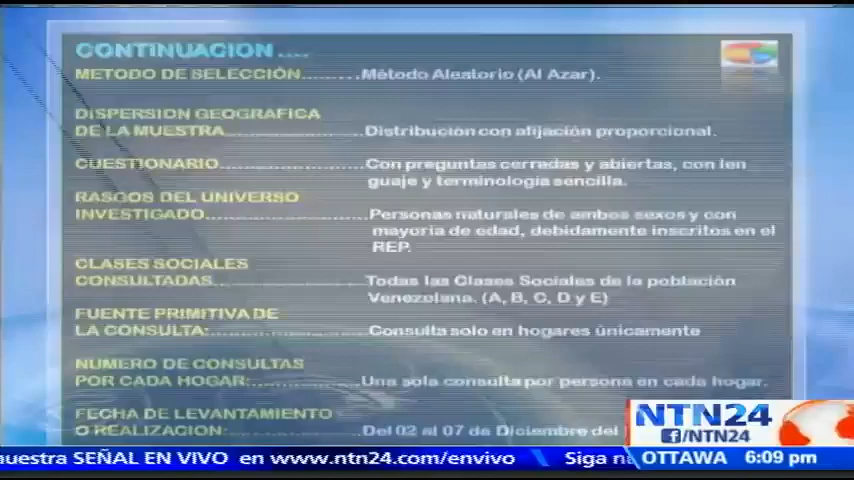 CONTINUACION ....
METODO DE SELECCIÓN.........Método Aleatorio (Al Azar).
DISPERSION GEOGRAFICA
DE LA MUESTRA......................Distribución con afijación proporcional.
CUESTIONARIO.......................Con preguntas cerradas y abiertas, con len
guaje y terminología sencilla.
RASGOS DEL UNIVERSO
INVESTIGADO.........................Personas naturales de ambos sexos y con
mayoria de edad, debidamente inscritos en el
REP.
CLASES SOCIALES
CONSULTADAS.......................Todas las Clases Sociales de la población
Venezolana. (A, B, C, D y E)
FUENTE PRIMITIVA DE
LA CONSULTA:........................Consulta solo en hogares únicamente
NUMERO DE CONSULTAS
POR CADA HOGAR:.................Una sola consulta por persona en cada hogar.
FECHA DE LEVANTAMIENTO
O REALIZACION:.....................Del 02 al 07 de Diciembre del
NTN24
f/NTN24
uestra SEÑAL EN VIVO en www.ntn24.com/envivo Siga
OTTAWA 6:09 pm